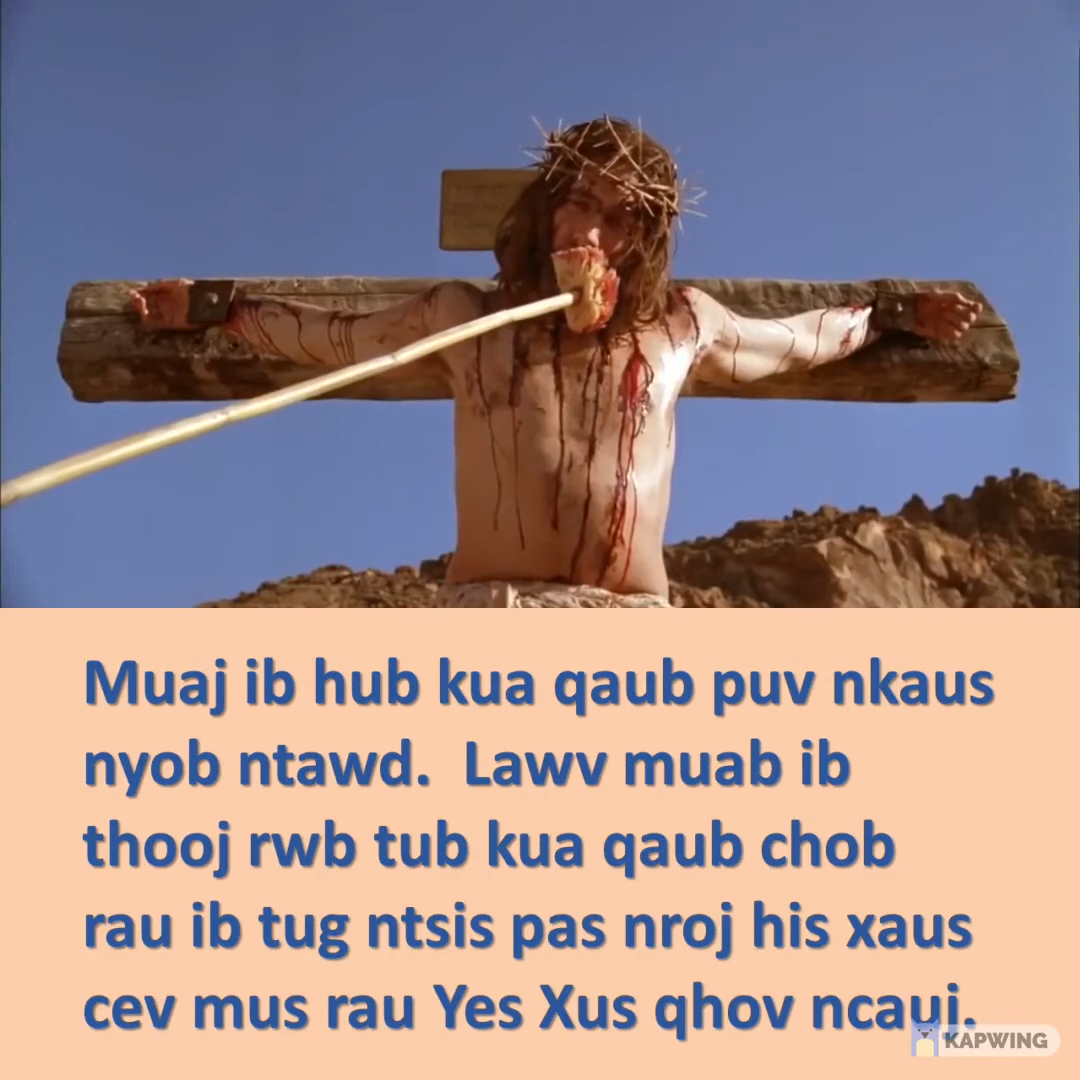 Muaj ib hub kua qaub puv nkaus
nyob ntawd.  Lawv muab ib
thooj rwb tub kua qaub chob
rau ib tug ntsis pas nroj his xaus
cev mus rau Yes Xus qhov ncauj.
KAPWING